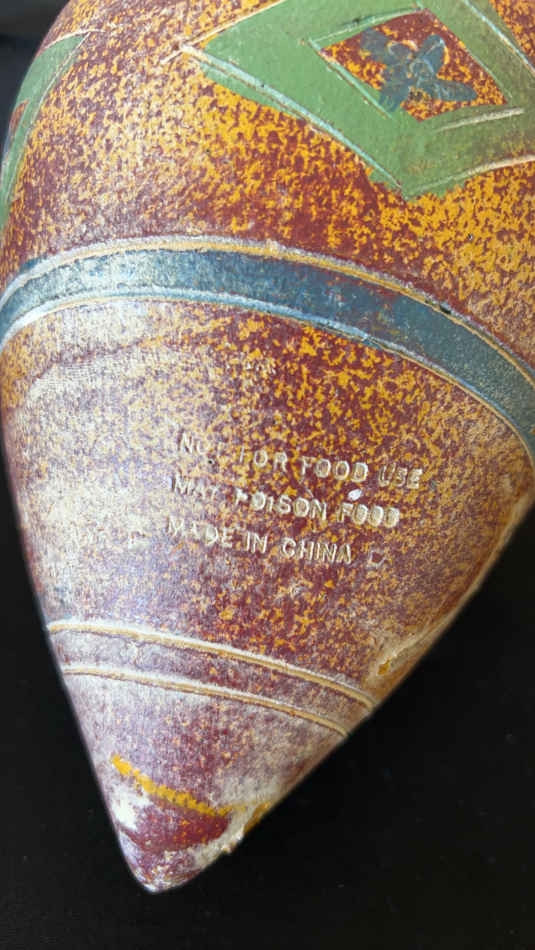 NOT FOR FOOD USE
MAY POISON FOOD
MADE IN CHINA